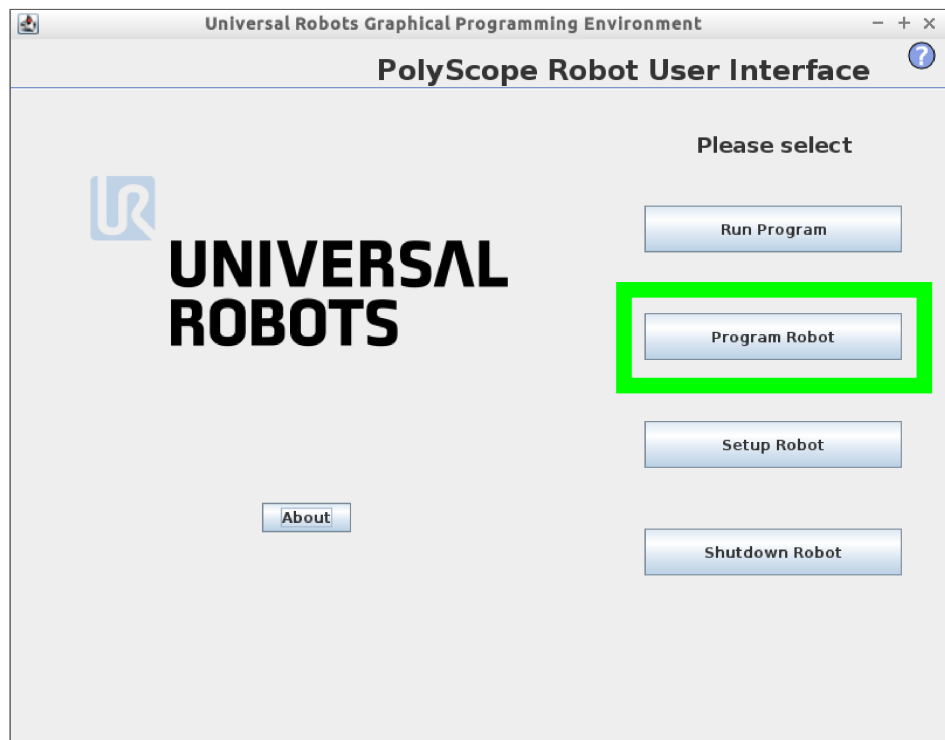 Universal Robots Graphical Programming Environment
PolyScope Robot User Interface
?
Please select
UR
UNIVERSAL
ROBOTS
Run Program
Program Robot
Setup Robot
About
Shutdown Robot